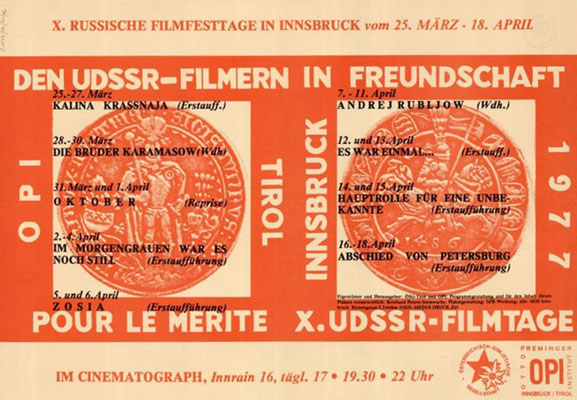 X. RUSSISCHE FILMFESTTAGE IN INNSBRUCK vom 25. MÄRZ - 18. APRIL
DEN UDSSR-FILMERN IN FREUNDSCHAFT
OPI
TIROL
25.-27. März
KALINA KRASSNAJA (Erstauff.)
28.-30. März
DIE BRÜDER KARAMASOW (Wdh)
31. März und 1. April
OKTOBER (Reprise)
2.-4. April
IM MORGENGRAUEN WAR ES
NOCH STILL (Erstaufführung)
5. und 6. April
ZOSIA (Erstaufführung)
INNSBRUCK
1977
7. - 11. April
ANDREJ RUBLJOW (Wdh.)
12. und 13. April
ES WAR EINMAL... (Erstauff.)
14. und 15. April
HAUPTROLLE FÜR EINE UNBE-
KANNTE (Erstaufführung)
16.-18. April
ABSCHIED VON PETERSBURG
(Erstaufführung)
POUR LE MERITE X. UDSSR-FILMTAGE
IM CINEMATOGRAPH, Innrain 16, tägl. 17 • 19.30 • 22 Uhr
OTTO
PREMINGER
INSTITUT
OPI
INNSBRUCK / TYROL